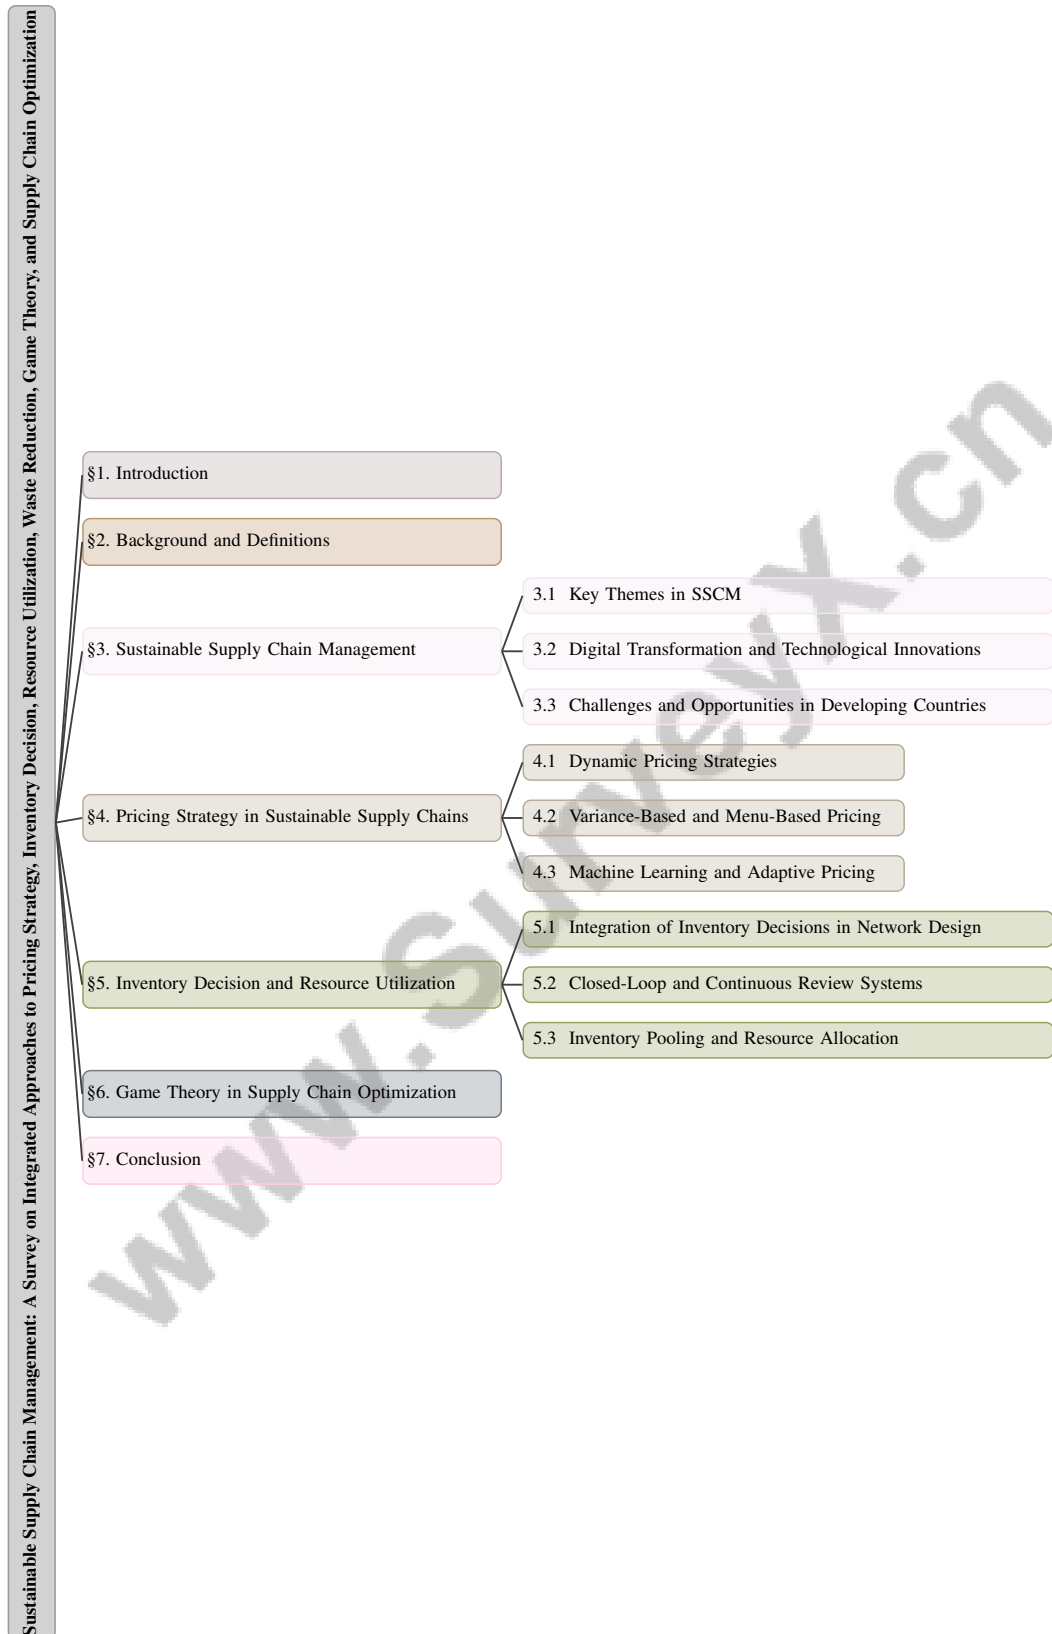 Sustainable Supply Chain Management: A Survey on Integrated Approaches to Pricing Strategy, Inventory Decision, Resource Utilization, Waste Reduction, Game Theory, and Supply Chain Optimization
§1. Introduction
§2. Background and Definitions
§3. Sustainable Supply Chain Management
3.1 Key Themes in SSCM
3.2 Digital Transformation and Technological Innovations
3.3 Challenges and Opportunities in Developing Countries
§4. Pricing Strategy in Sustainable Supply Chains
4.1 Dynamic Pricing Strategies
4.2 Variance-Based and Menu-Based Pricing
4.3 Machine Learning and Adaptive Pricing
§5. Inventory Decision and Resource Utilization
5.1 Integration of Inventory Decisions in Network Design
5.2 Closed-Loop and Continuous Review Systems
5.3 Inventory Pooling and Resource Allocation
§6. Game Theory in Supply Chain Optimization
§7. Conclusion
www.SurveyX.cn